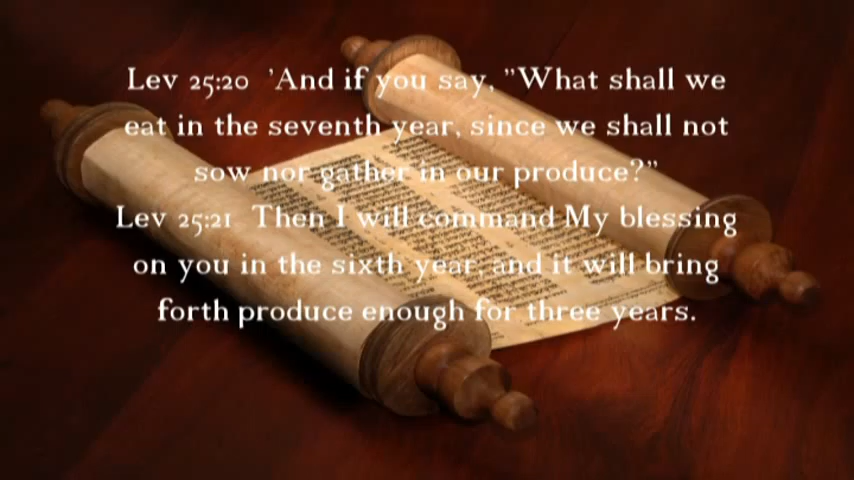 Lev 25:20 'And if you say, "What shall we
eat in the seventh year, since we shall not
sow nor gather in our produce?"
Lev 25:21 Then I will command My blessing
on you in the sixth year, and it will bring
forth produce enough for three years.